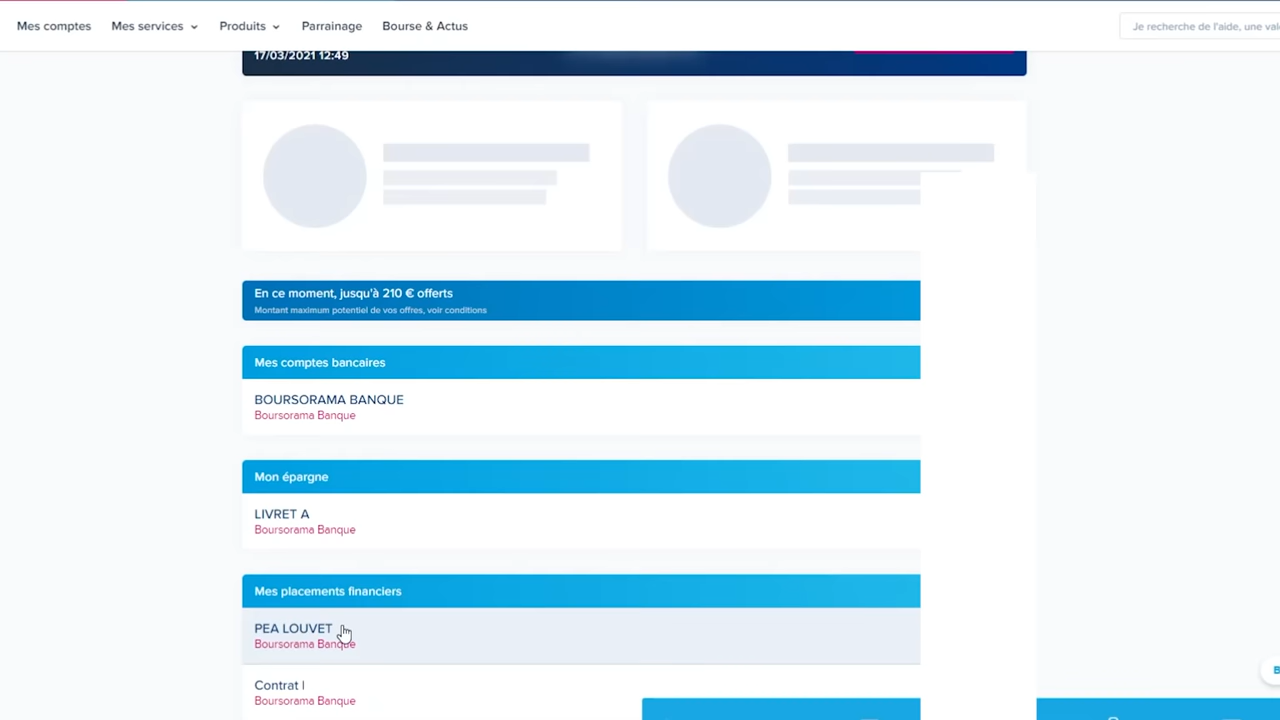 Mes comptes
Mes services
Produits
Parrainage
Bourse & Actus
Je recherche de l'aide, une
17/03/2021 12:49
En ce moment, jusqu'à 210 € offerts
Montant maximum potentiel de vos offres, voir conditions
Mes comptes bancaires
BOURSORAMA BANQUE
Boursorama Banque
Mon épargne
LIVRET A
Boursorama Banque
Mes placements financiers
PEA LOUVET
Boursorama Banque
Contrat
Boursorama Banque